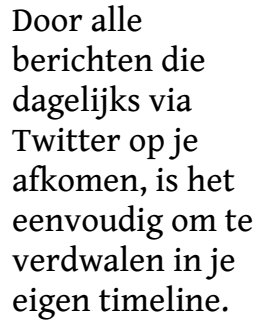 Door alle
berichten die
dagelijks via
Twitter op je
afkomen, is het
eenvoudig om te
verdwalen in je
eigen timeline.